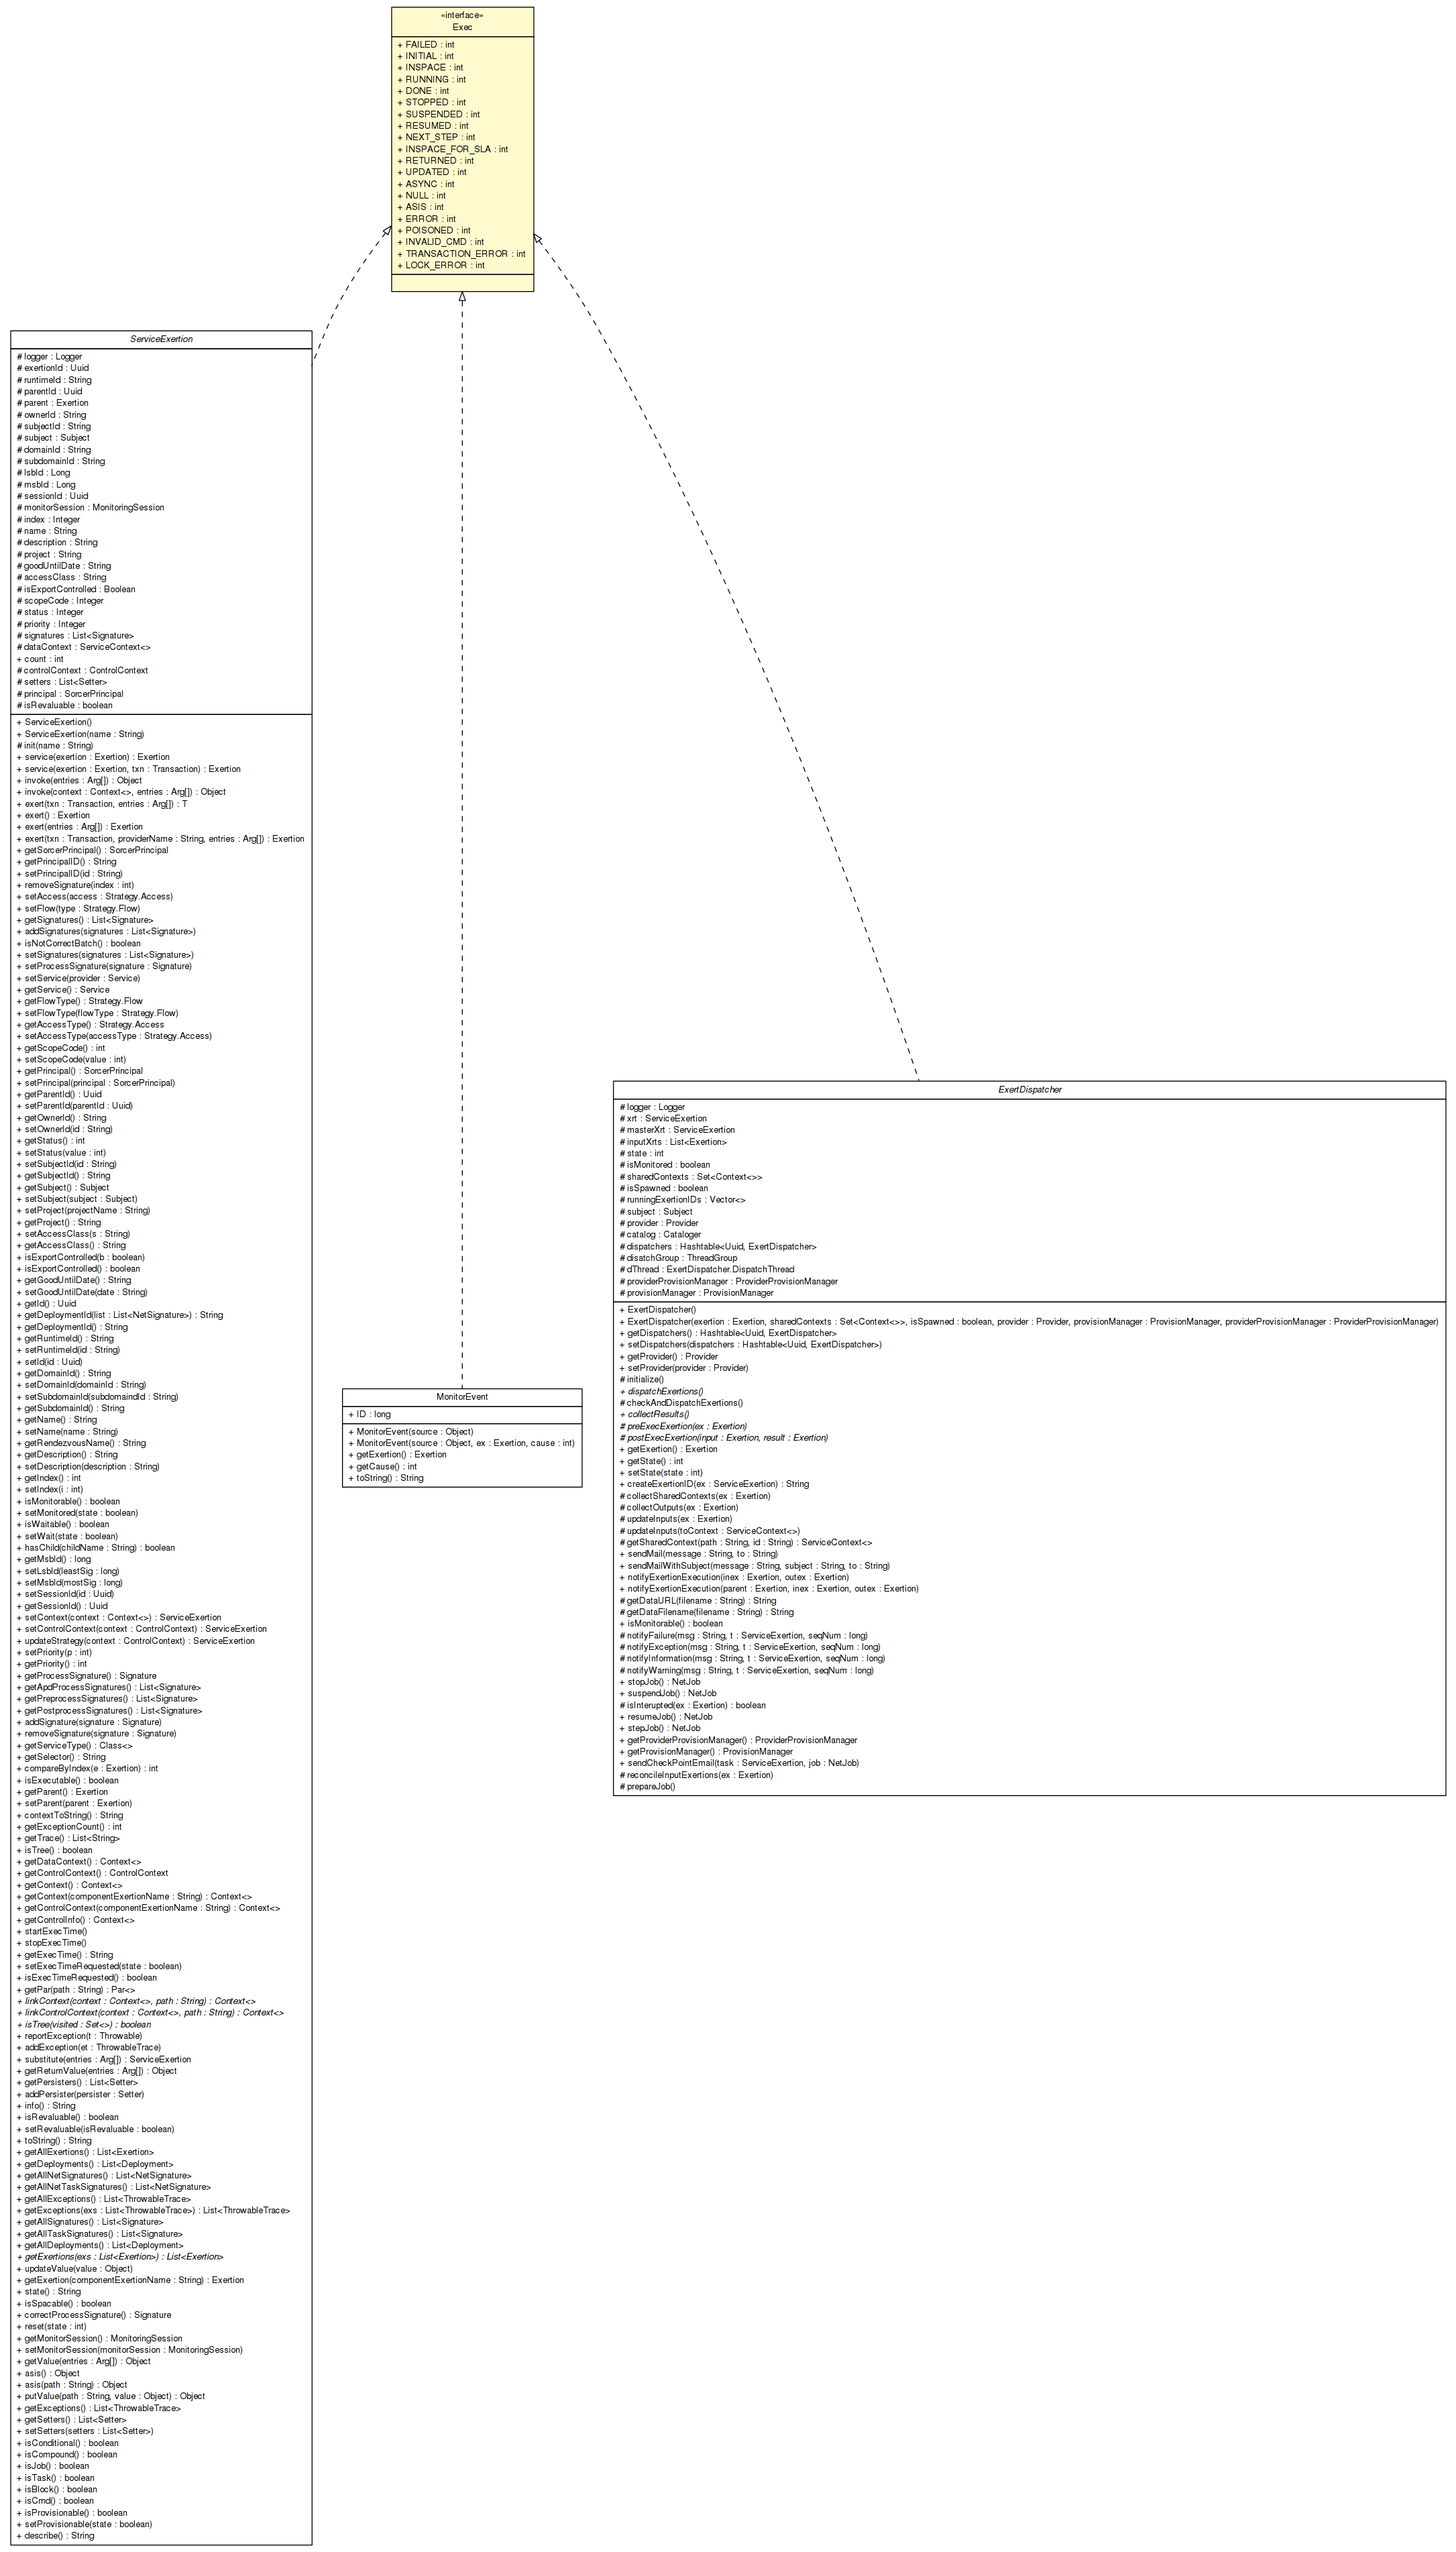 «interface»
Exec
+ FAILED : int
+ INITIAL : int
+ INSPACE : int
+ RUNNING : int
+ DONE : int
+ STOPPED : int
+ SUSPENDED : int
+ RESUMED : int
+ NEXT_STEP : int
+ INSPACE_FOR_SLA : int
+ RETURNED : int
+ UPDATED : int
+ ASYNC : int
+ NULL : int
+ ASIS : int
+ ERROR : int
+ POISONED : int
+ INVALID_CMD : int
+ TRANSACTION_ERROR : int
+ LOCK_ERROR : int
ServiceExertion
# logger : Logger
# exertionId : Uuid
# runtimeId : String
# parentId : Uuid
# parent : Exertion
# ownerId : String
# subjectId : String
# subject : Subject
# domainId : String
# subdomainId : String
# lsbId : Long
# msbId : Long
# sessionId : Uuid
# monitorSession : MonitoringSession
# index : Integer
# name : String
# description : String
# project : String
# goodUntilDate : String
# accessClass : String
# isExportControlled : Boolean
# scopeCode : Integer
# status : Integer
# priority : Integer
# signatures : List<Signature>
# dataContext : ServiceContext<>
+ count : int
# controlContext : ControlContext
# setters : List<Setter>
# principal : SorcerPrincipal
# isRevaluable : boolean
+ ServiceExertion()
+ ServiceExertion(name : String)
# init(name : String)
+ service(exertion : Exertion) : Exertion
+ service(exertion : Exertion, txn : Transaction) : Exertion
+ invoke(entries : Arg[]) : Object
+ invoke(context : Context<>, entries : Arg[]) : Object
+ exert(txn : Transaction, entries : Arg[]) : T
+ exert() : Exertion
+ exert(entries : Arg[]) : Exertion
+ exert(txn : Transaction, providerName : String, entries : Arg[]) : Exertion
+ getSorcerPrincipal() : SorcerPrincipal
+ getPrincipalID() : String
+ setPrincipalID(id : String)
+ removeSignature(index : int)
+ setAccess(access : Strategy.Access)
+ setFlow(type : Strategy.Flow)
+ getSignatures() : List<Signature>
+ addSignatures(signatures : List<Signature>)
+ isNotCorrectBatch() : boolean
+ setSignatures(signatures : List<Signature>)
+ setProcessSignature(signature : Signature)
+ setService(provider : Service)
+ getService() : Service
+ getFlowType() : Strategy.Flow
+ setFlowType(flowType : Strategy.Flow)
+ getAccessType() : Strategy.Access
+ setAccessType(accessType : Strategy.Access)
+ getScopeCode() : int
+ setScopeCode(value : int)
+ getPrincipal() : SorcerPrincipal
+ setPrincipal(principal : SorcerPrincipal)
+ getParentId() : Uuid
+ setParentId(parentId : Uuid)
+ getOwnerId() : String
+ setOwnerId(id : String)
+ getStatus() : int
+ setStatus(value : int)
+ setSubjectId(id : String)
+ getSubjectId() : String
+ getSubject() : Subject
+ setSubject(subject : Subject)
+ setProject(projectName : String)
+ getProject() : String
+ setAccessClass(s : String)
+ getAccessClass() : String
+ isExportControlled(b : boolean)
+ isExportControlled() : boolean
+ getGoodUntilDate() : String
+ setGoodUntilDate(date : String)
+ getId() : Uuid
+ getDeploymentId(list : List<NetSignature>) : String
+ getDeploymentId() : String
+ getRuntimeId() : String
+ setRuntimeId(id : String)
+ setId(id : Uuid)
+ getDomainId() : String
+ setDomainId(domainId : String)
+ setSubdomainId(subdomaindId : String)
+ getSubdomainId() : String
+ getName() : String
+ setName(name : String)
+ getRendezvousName() : String
+ getDescription() : String
+ setDescription(description : String)
+ getIndex() : int
+ setIndex(i : int)
+ isMonitorable() : boolean
+ setMonitored(state : boolean)
+ isWaitable() : boolean
+ setWait(state : boolean)
+ hasChild(childName : String) : boolean
+ getMsbId() : long
+ setLsbId(leastSig : long)
+ setMsbId(mostSig : long)
+ setSessionId(id : Uuid)
+ getSessionId() : Uuid
+ setContext(context : Context<>) : ServiceExertion
+ setControlContext(context : ControlContext) : ServiceExertion
+ updateStrategy(context : ControlContext) : ServiceExertion
+ setPriority(p : int)
+ getPriority() : int
+ getProcessSignature() : Signature
+ getApdProcessSignatures() : List<Signature>
+ getPreprocessSignatures() : List<Signature>
+ getPostprocessSignatures() : List<Signature>
+ addSignature(signature : Signature)
+ removeSignature(signature : Signature)
+ getServiceType() : Class<>
+ getSelector() : String
+ compareByIndex(e : Exertion) : int
+ isExecutable() : boolean
+ getParent() : Exertion
+ setParent(parent : Exertion)
+ contextToString() : String
+ getExceptionCount() : int
+ getTrace() : List<String>
+ isTree() : boolean
+ getDataContext() : Context<>
+ getControlContext() : ControlContext
+ getContext() : Context<>
+ getContext(componentExertionName : String) : Context<>
+ getControlContext(componentExertionName : String) : Context<>
+ getControlInfo() : Context<>
+ startExecTime()
+ stopExecTime()
+ getExecTime() : String
+ setExecTimeRequested(state : boolean)
+ isExecTimeRequested() : boolean
+ getPar(path : String) : Par<>
+ linkContext(context : Context<>, path : String) : Context<>
+ linkControlContext(context : Context<>, path : String) : Context<>
+ isTree(visited : Set<>) : boolean
+ reportException(t : Throwable)
+ addException(et : ThrowableTrace)
+ substitute(entries : Arg[]) : ServiceExertion
+ getReturnValue(entries : Arg[]) : Object
+ getPersisters() : List<Setter>
+ addPersister(persister : Setter)
+ info() : String
+ isRevaluable() : boolean
+ setRevaluable(isRevaluable : boolean)
+ toString() : String
+ getAllExertions() : List<Exertion>
+ getDeployments() : List<Deployment>
+ getAllNetSignatures() : List<NetSignature>
+ getAllNetTaskSignatures() : List<NetSignature>
+ getAllExceptions() : List<ThrowableTrace>
+ getExceptions(exs : List<ThrowableTrace>) : List<ThrowableTrace>
+ getAllSignatures() : List<Signature>
+ getAllTaskSignatures() : List<Signature>
+ getAllDeployments() : List<Deployment>
+ getExertions(exs : List<Exertion>) : List<Exertion>
+ updateValue(value : Object)
+ getExertion(componentExertionName : String) : Exertion
+ state() : String
+ isSpacable() : boolean
+ correctProcessSignature() : Signature
+ reset(state : int)
+ getMonitorSession() : MonitoringSession
+ setMonitorSession(monitorSession : MonitoringSession)
+ getValue(entries : Arg[]) : Object
+ asis() : Object
+ asis(path : String) : Object
+ putValue(path : String, value : Object) : Object
+ getExceptions() : List<ThrowableTrace>
+ getSetters() : List<Setter>
+ setSetters(setters : List<Setter>)
+ isConditional() : boolean
+ isCompound() : boolean
+ isJob() : boolean
+ isTask() : boolean
+ isBlock() : boolean
+ isCmd() : boolean
+ isProvisionable() : boolean
+ setProvisionable(state : boolean)
+ describe() : String
MonitorEvent
+ ID : long
+ MonitorEvent(source : Object)
+ MonitorEvent(source : Object, ex : Exertion, cause : int)
+ getExertion() : Exertion
+ getCause() : int
+ toString() : String
ExertDispatcher
# logger : Logger
# xrt : ServiceExertion
# masterXrt : ServiceExertion
# inputXrts : List<Exertion>
# state : int
# isMonitored : boolean
# sharedContexts : Set<Context<>>
# isSpawned : boolean
# runningExertionIDs : Vector<>
# subject : Subject
# provider : Provider
# catalog : Cataloger
# dispatchers : Hashtable<Uuid, ExertDispatcher>
# disatchGroup : ThreadGroup
# dThread : ExertDispatcher.DispatchThread
# providerProvisionManager : ProviderProvisionManager
# provisionManager : ProvisionManager
+ ExertDispatcher()
+ ExertDispatcher(exertion : Exertion, sharedContexts : Set<Context<>>, isSpawned : boolean, provider : Provider, provisionManager : ProvisionManager, providerProvisionManager : ProviderProvisionManager)
+ getDispatchers() : Hashtable<Uuid, ExertDispatcher>
+ setDispatchers(dispatchers : Hashtable<Uuid, ExertDispatcher>)
+ getProvider() : Provider
+ setProvider(provider : Provider)
# initialize()
+ dispatchExertions()
# checkAndDispatchExertions()
+ collectResults()
# preExecExertion(ex : Exertion)
# postExecExertion(input : Exertion, result : Exertion)
+ getExertion() : Exertion
+ getState() : int
+ setState(state : int)
+ createExertionID(ex : ServiceExertion) : String
# collectSharedContexts(ex : Exertion)
# collectOutputs(ex : Exertion)
# updateInputs(ex : Exertion)
# updateInputs(toContext : ServiceContext<>)
# getSharedContext(path : String, id : String) : ServiceContext<>
+ sendMail(message : String, to : String)
+ sendMailWithSubject(message : String, subject : String, to : String)
+ notifyExertionExecution(inex : Exertion, outex : Exertion)
+ notifyExertionExecution(parent : Exertion, inex : Exertion, outex : Exertion)
# getDataURL(filename : String) : String
# getDataFilename(filename : String) : String
+ isMonitorable() : boolean
# notifyFailure(msg : String, t : ServiceExertion, seqNum : long)
# notifyException(msg : String, t : ServiceExertion, seqNum : long)
# notifyInformation(msg : String, t : ServiceExertion, seqNum : long)
# notifyWarning(msg : String, t : ServiceExertion, seqNum : long)
+ stopJob() : NetJob
+ suspendJob() : NetJob
# isInterupted(ex : Exertion) : boolean
+ resumeJob() : NetJob
+ stepJob() : NetJob
+ getProviderProvisionManager() : ProviderProvisionManager
+ getProvisionManager() : ProvisionManager
+ sendCheckPointEmail(task : ServiceExertion, job : NetJob)
# reconcileInputExertions(ex : Exertion)
# prepareJob()